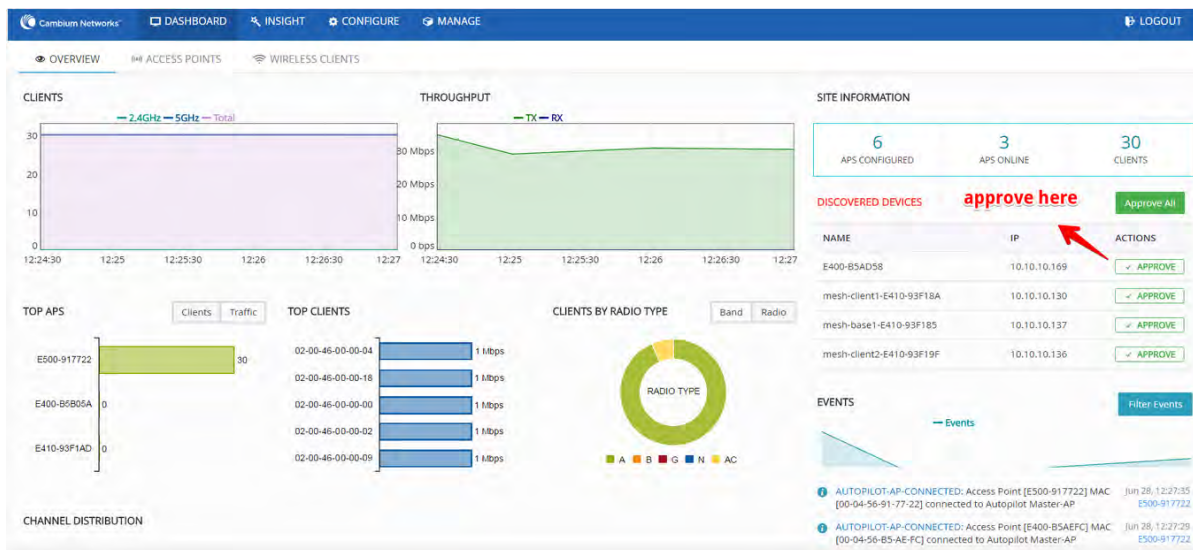 Cambium Networks™
DASHBOARD
INSIGHT
CONFIGURE
MANAGE
LOGOUT
OVERVIEW
ACCESS POINTS
WIRELESS CLIENTS
CLIENTS
2.4GHz
5GHz
Total
30
20
10
0
12:24:30
12:25
12:25:30
12:26
12:26:30
12:27
THROUGHPUT
TX
RX
30 Mbps
20 Mbps
10 Mbps
0 bps
12:24:30
12:25
12:25:30
12:26
12:26:30
12:27
SITE INFORMATION
6
APS CONFIGURED
3
APS ONLINE
30
CLIENTS
DISCOVERED DEVICES
approve here
Approve All
NAME IP ACTIONS
E400-B5AD58 10.10.10.169 APPROVE
mesh-client1-E410-93F18A 10.10.10.130 APPROVE
mesh-base1-E410-93F185 10.10.10.137 APPROVE
mesh-client2-E410-93F19F 10.10.10.136 APPROVE
TOP APS
Clients
Traffic
E500-917722 30
E400-B5B05A 0
E410-93F1AD 0
TOP CLIENTS
02-00-46-00-00-04 1 Mbps
02-00-46-00-00-18 1 Mbps
02-00-46-00-00-00 1 Mbps
02-00-46-00-00-02 1 Mbps
02-00-46-00-00-09 1 Mbps
CLIENTS BY RADIO TYPE
Band
Radio
RADIO TYPE
A B G N AC
EVENTS
Filter Events
Events
AUTOPILOT-AP-CONNECTED: Access Point [E500-917722] MAC Jun 28, 12:27:35
[00-04-56-91-77-22] connected to Autopilot Master-AP E500-917722
AUTOPILOT-AP-CONNECTED: Access Point [E400-B5AEFC] MAC Jun 28, 12:27:29
[00-04-56-B5-AE-FC] connected to Autopilot Master-AP E500-917722
CHANNEL DISTRIBUTION